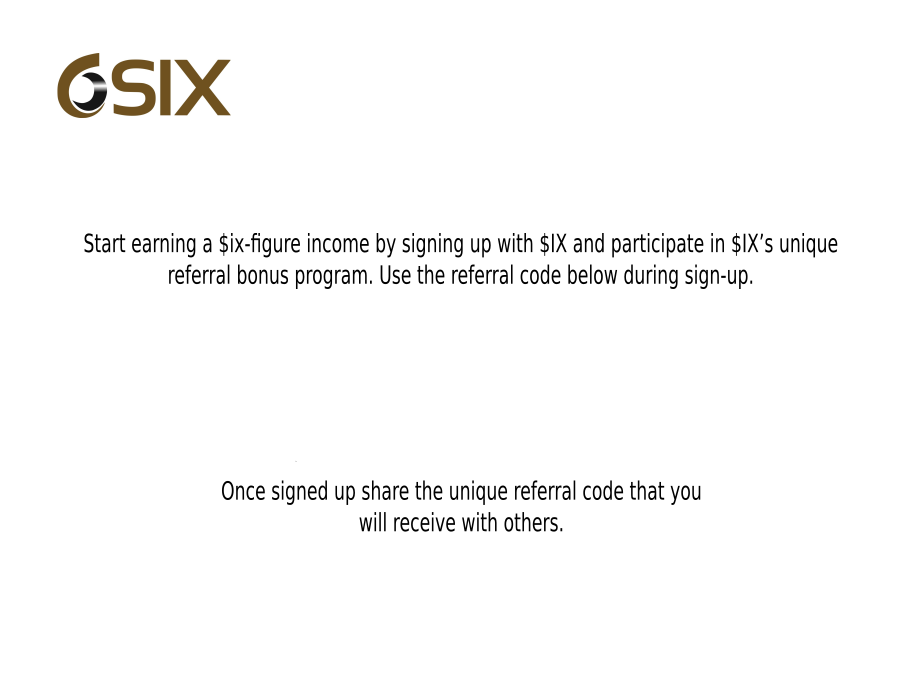 6SIX
Start earning a $ix-figure income by signing up with $IX and participate in $IX’s unique
referral bonus program. Use the referral code below during sign-up.
Once signed up share the unique referral code that you
will receive with others.